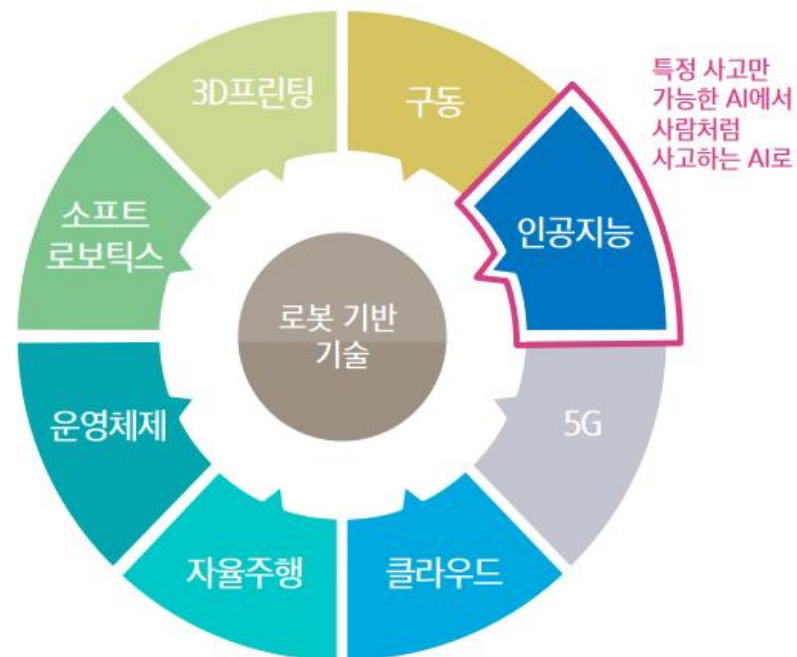 3D프린팅
구동
특정 사고만
가능한 AI에서
사람처럼
사고하는 AI로
소프트
로보틱스
인공지능
로봇 기반
기술
운영체제
5G
자율주행
클라우드